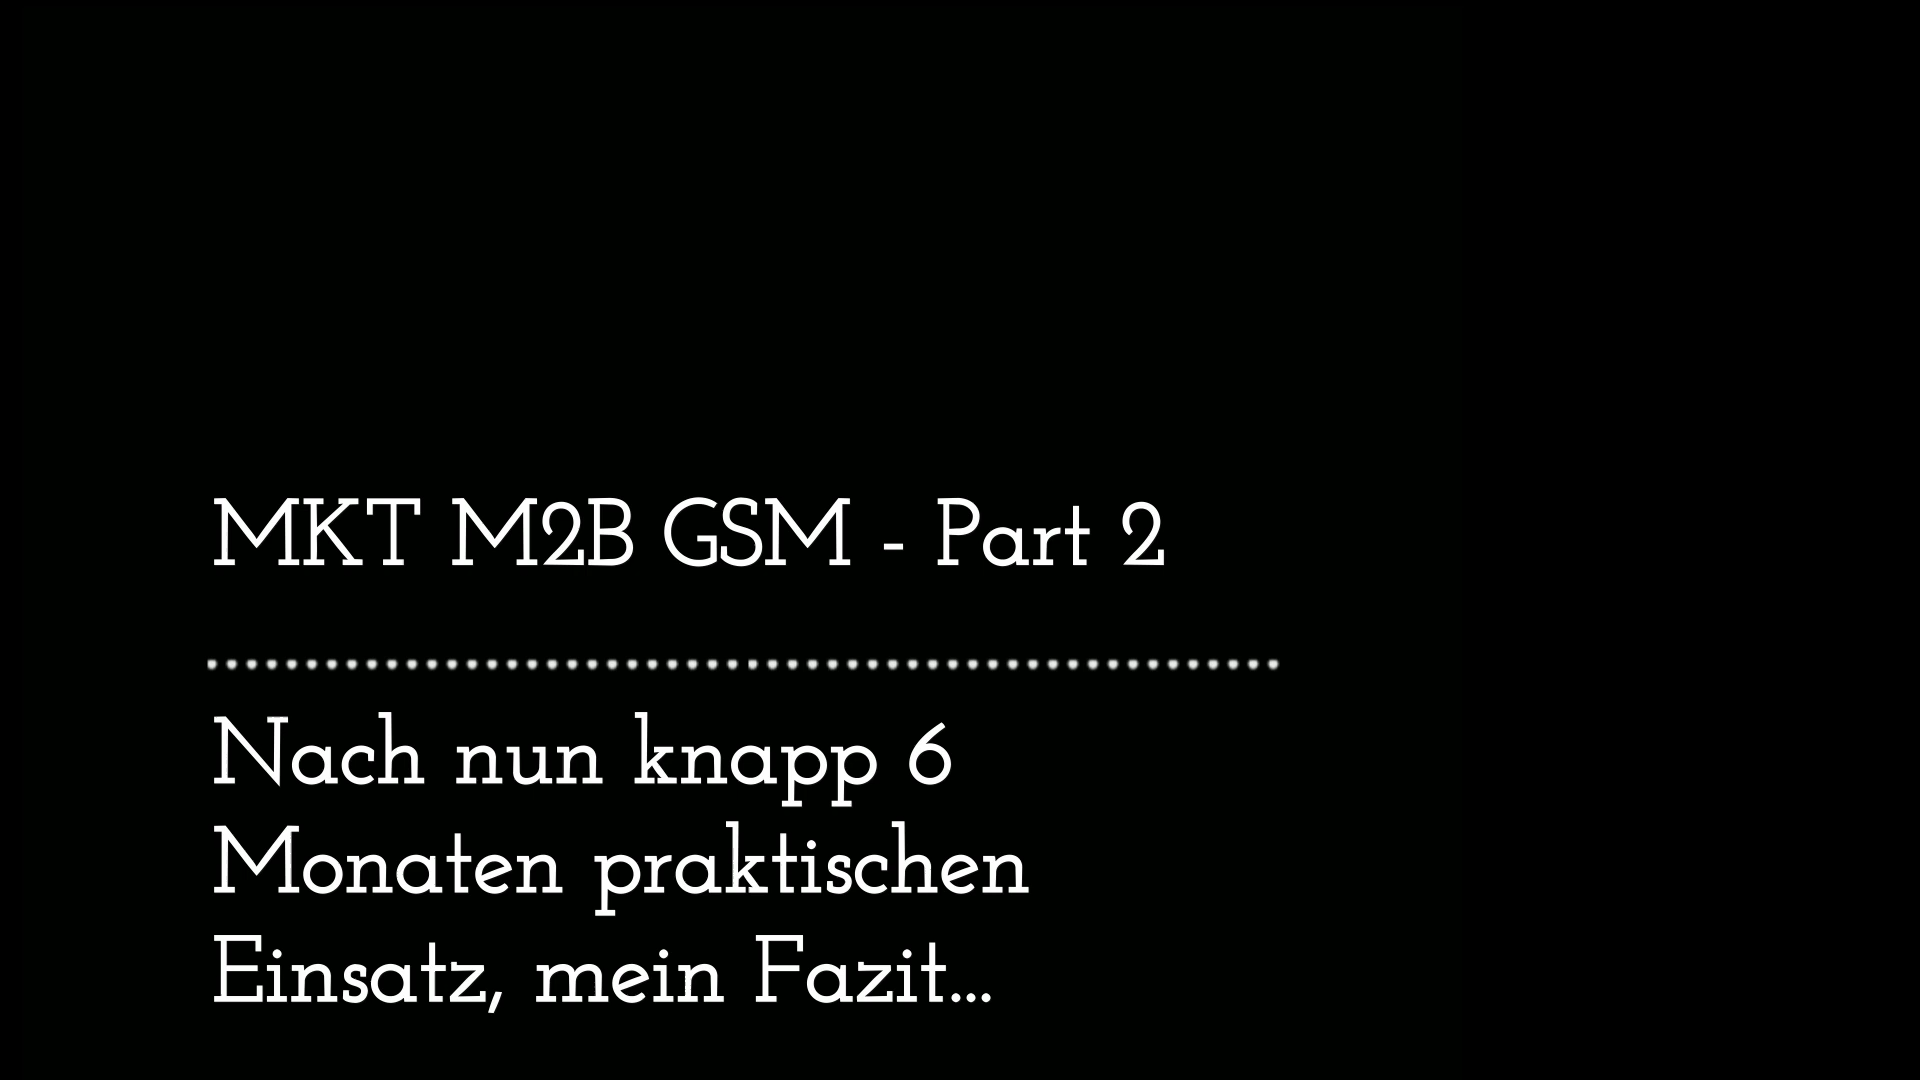 MKT M2B GSM - Part 2
Nach nun knapp 6
Monaten praktischen
Einsatz, mein Fazit...